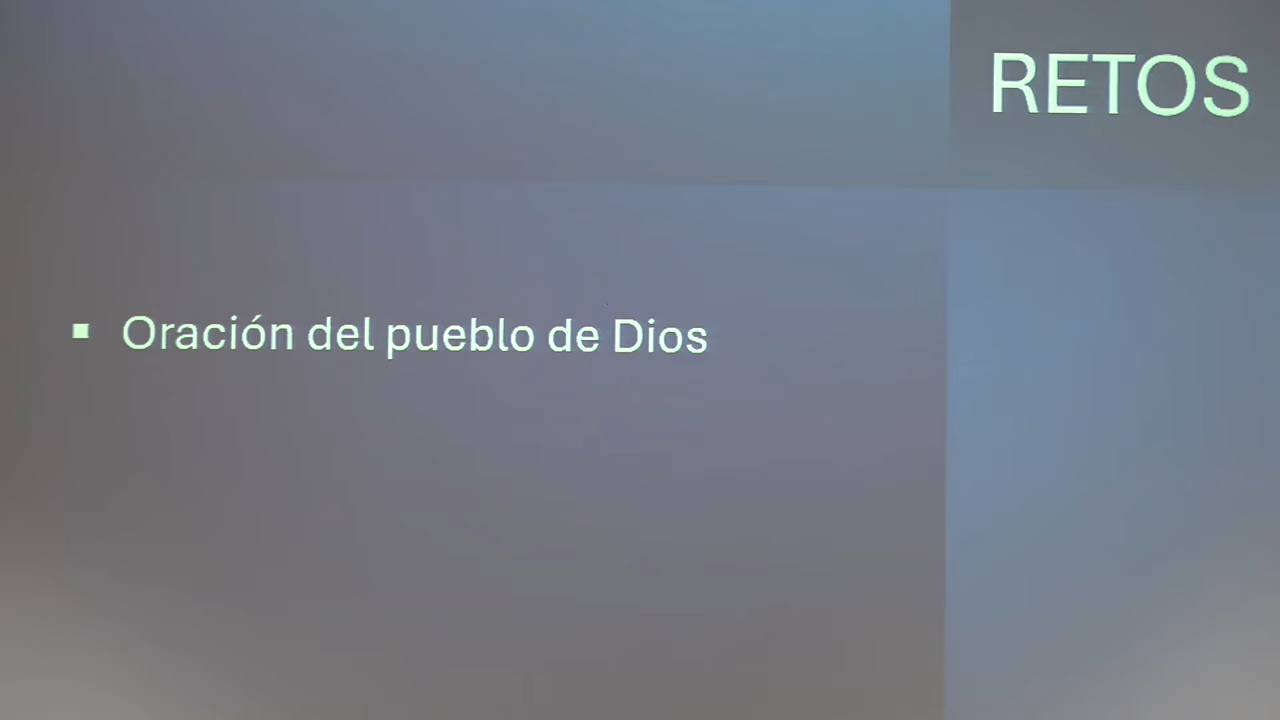 RETOS
▪ Oración del pueblo de Dios